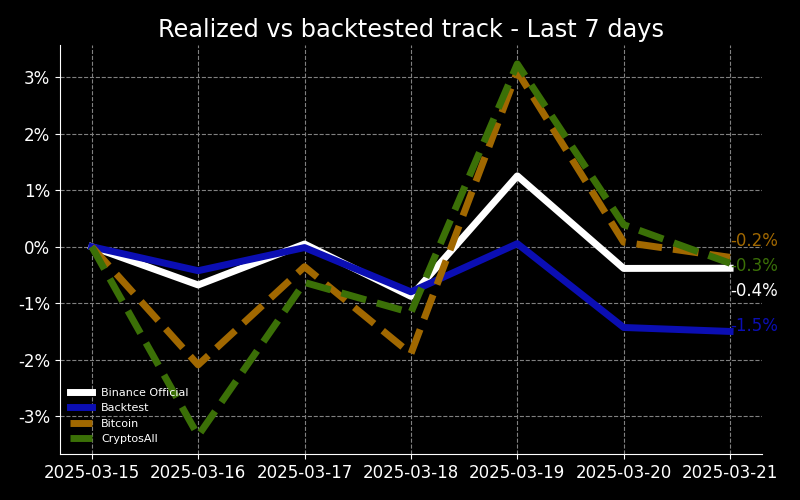 Realized vs backtested track - Last 7 days
3%
2%
1%
0%
-1%
-2%
-3%
-0.2%
-0.3%
-0.4%
-1.5%
Binance Official
Backtest
Bitcoin
CryptosAll
2025-03-15 2025-03-16 2025-03-17 2025-03-18 2025-03-19 2025-03-20 2025-03-21